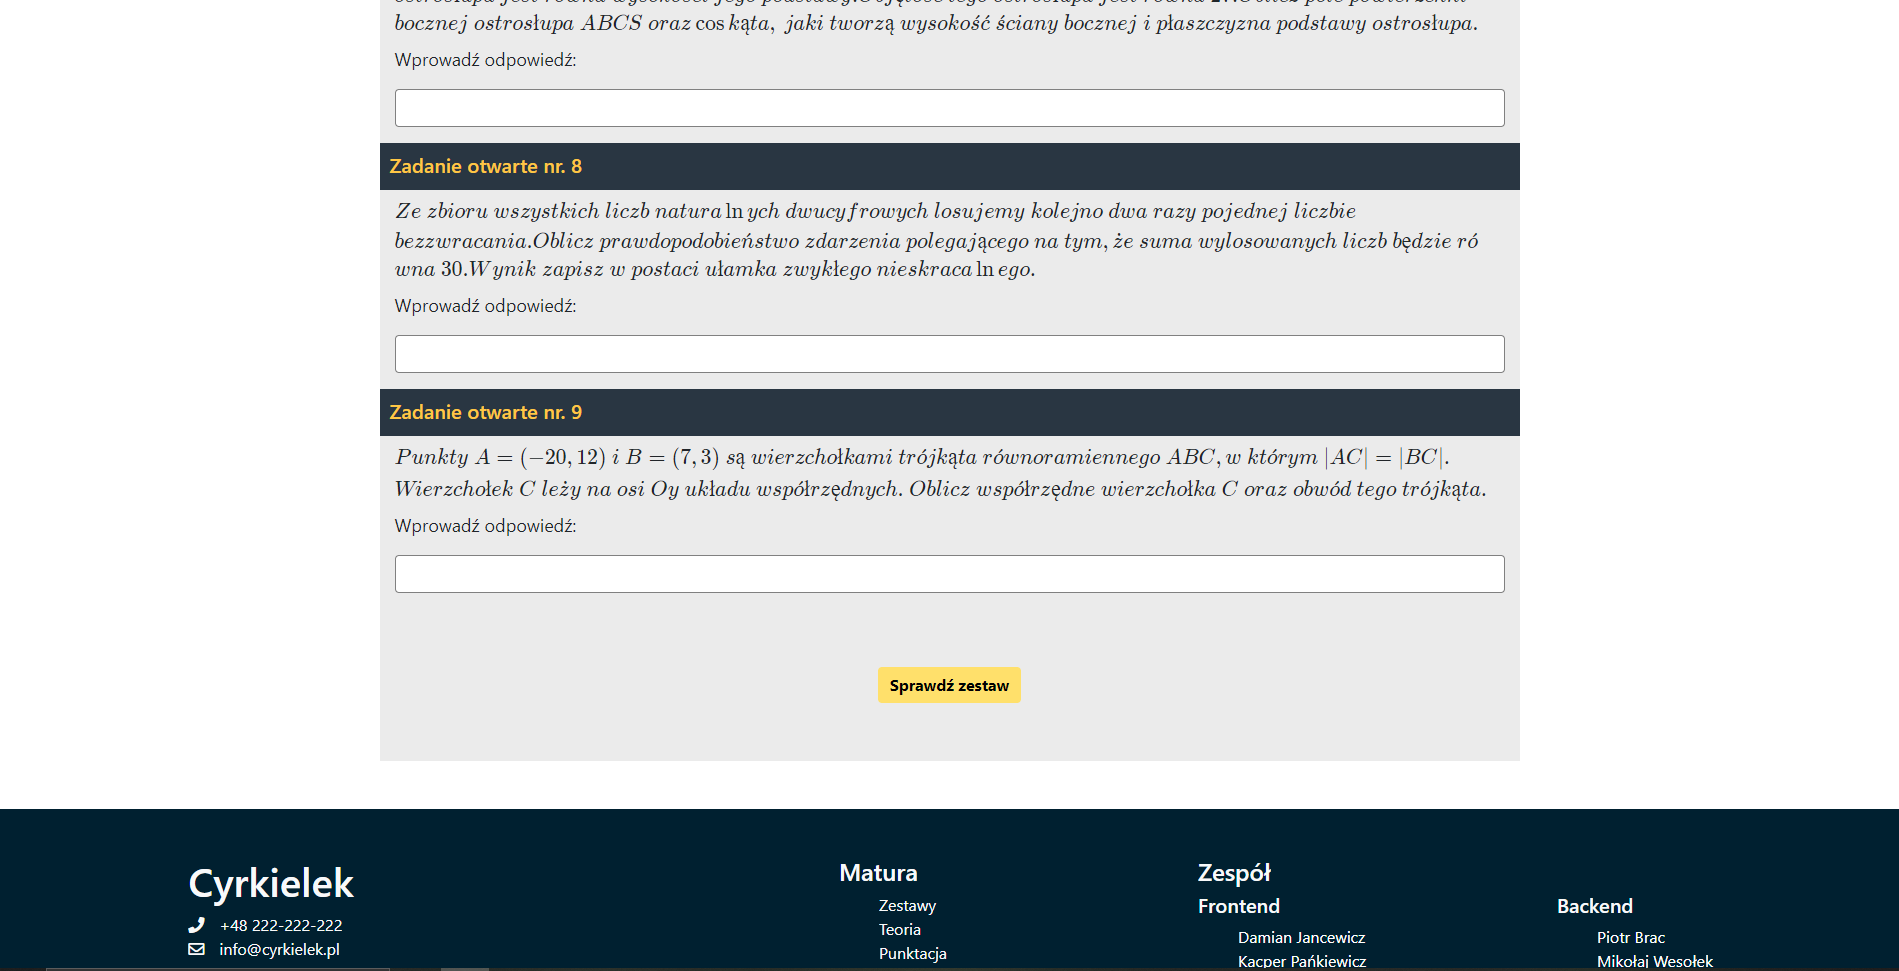 bocznej ostrosłupa ABCS oraz cos kąta, jaki tworzą wysokość ściany bocznej i płaszczyzna podstawy ostrosłupa.
Wprowadź odpowiedź:
Zadanie otwarte nr. 8
Ze zbioru wszystkich liczb natura ln ych dwucyfrowych losujemy kolejno dwa razy pojednej liczbie
bezzwracania.Oblicz prawdopodobieństwo zdarzenia polegającego na tym, że suma wylosowanych liczb będzie ró
wna 30.Wynik zapisz w postaci ułamka zwykłego nieskraca ln ego.
Wprowadź odpowiedź:
Zadanie otwarte nr. 9
Punkty A = (−20, 12) i B = (7, 3) są wierzchołkami trójkąta równoramiennego ABC, w którym |AC| = |BC|.
Wierzchołek C leży na osi Oy układu współrzędnych. Oblicz współrzędne wierzchołka C oraz obwód tego trójkąta.
Wprowadź odpowiedź:
Sprawdź zestaw
Cyrkielek
+48 222-222-222
info@cyrkielek.pl
Matura
Zestawy
Teoria
Punktacja
Zespół
Frontend
Damian Jancewicz
Kacper Pańkiewicz
Backend
Piotr Brac
Mikołaj Wesołek